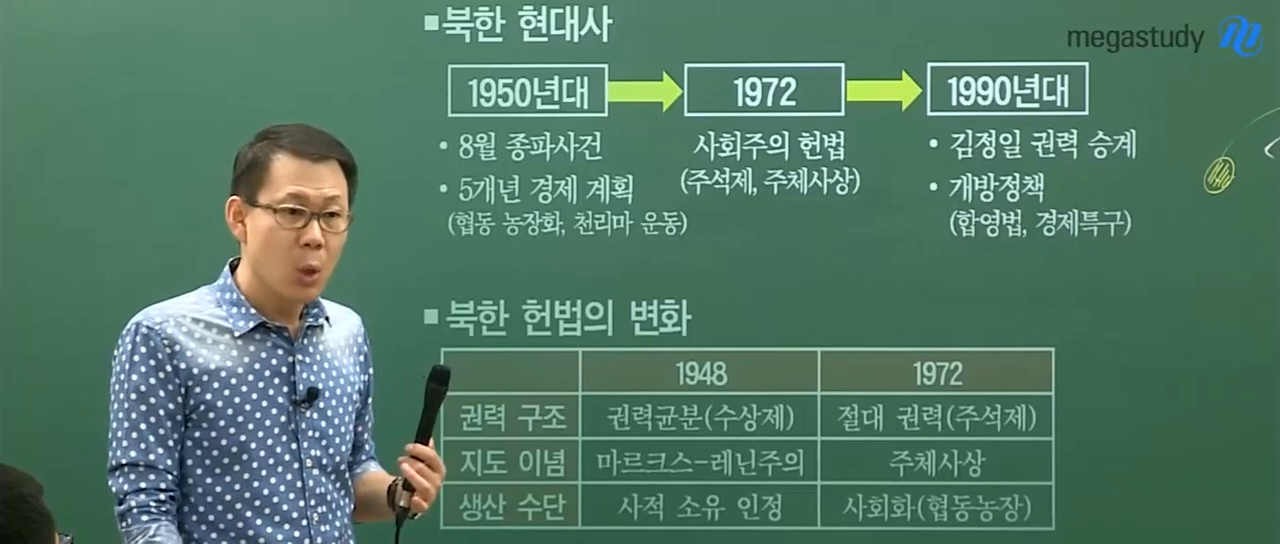 ■북한 현대사
megastudy
1950년대
1972
1990년대
• 8월 종파사건
• 5개년 경제 계획
(협동 농장화, 천리마 운동)
사회주의 헌법
(주석제, 주체사상)
• 김정일 권력 승계
• 개방정책
(합영법, 경제특구)
■북한 헌법의 변화
1948 1972
권력 구조 권력균분(수상제) 절대 권력(주석제)
지도 이념 마르크스-레닌주의 주체사상
생산 수단 사적 소유 인정 사회화(협동농장)